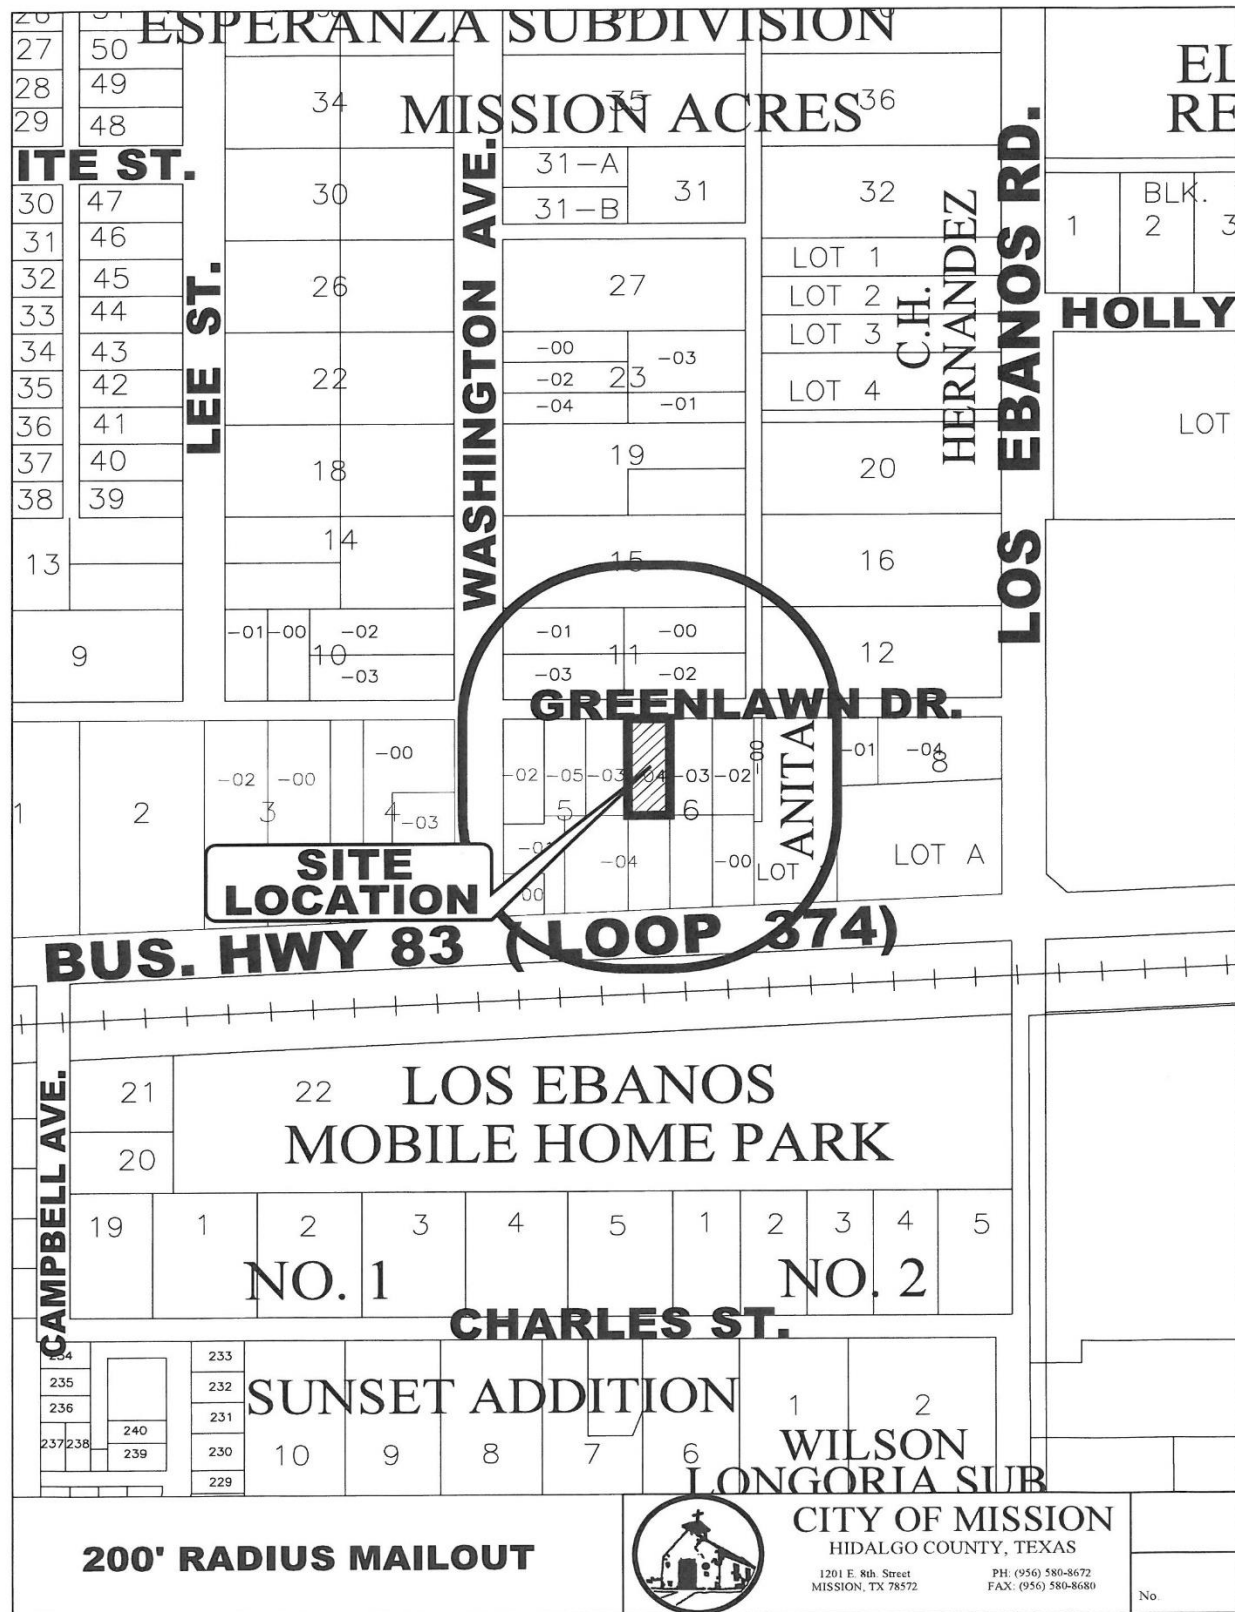 ESPERANZA SUBDIVISION
MISSION ACRES
27
50
28
49
29
48
34
35
36
EL
RE
ITE ST.
30
47
31
46
32
45
33
44
34
43
35
42
36
41
37
40
38
39
13
9
LEE ST.
30
26
22
18
14
-01
-00
-02
10
-03
WASHINGTON AVE.
31-A
31-B
31
27
-00
-03
-02
23
-04
-01
19
15
-01
-00
11
-03
-02
32
LOT 1
LOT 2
LOT 3
LOT 4
C.H.
HERNANDEZ
20
16
12
LOS EBANOS RD.
BLK.
1
2
3
HOLLY
LOT
GREENLAWN DR.
1
2
-02
-00
3
-00
4
-03
-02
-05
-03
-04
-03
-02
-00
5
6
-04
-00
ANITA
LOT
-01
-04
8
LOT A
SITE
LOCATION
BUS. HWY 83 (LOOP 374)
CAMPBELL AVE.
21
22
LOS EBANOS
MOBILE HOME PARK
20
19
1
2
3
4
5
1
2
3
4
5
NO. 1
NO. 2
CHARLES ST.
234
235
236
237
238
240
239
233
232
231
230
229
SUNSET ADDITION
10
9
8
7
6
1
2
WILSON
LONGORIA SUB
200' RADIUS MAILOUT
CITY OF MISSION
HIDALGO COUNTY, TEXAS
1201 E. 8th. Street
MISSION, TX 78572
PH: (956) 580-8672
FAX: (956) 580-8680
No.